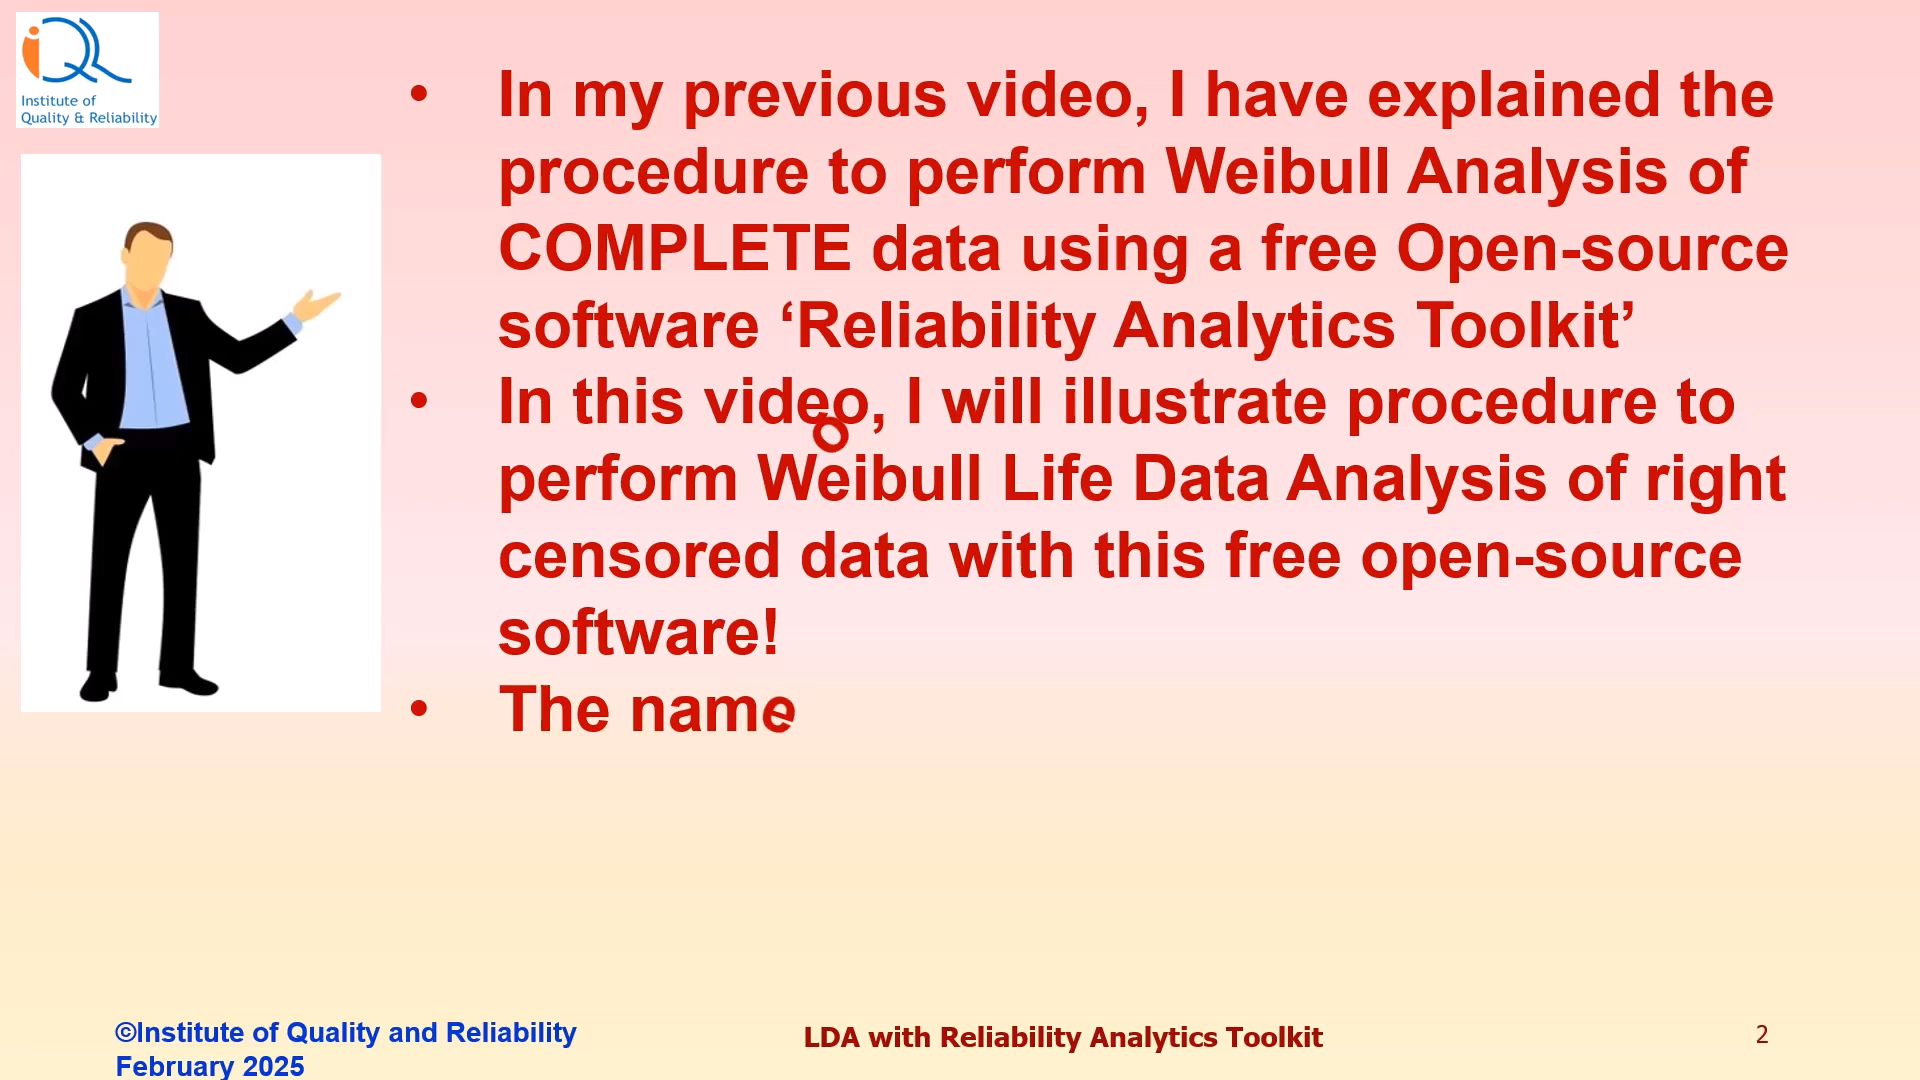 iQR
Institute of
Quality & Reliability
• In my previous video, I have explained the
procedure to perform Weibull Analysis of
COMPLETE data using a free Open-source
software ‘Reliability Analytics Toolkit’
• In this video, I will illustrate procedure to
perform Weibull Life Data Analysis of right
censored data with this free open-source
software!
• The name
o
©Institute of Quality and Reliability
February 2025
LDA with Reliability Analytics Toolkit
2